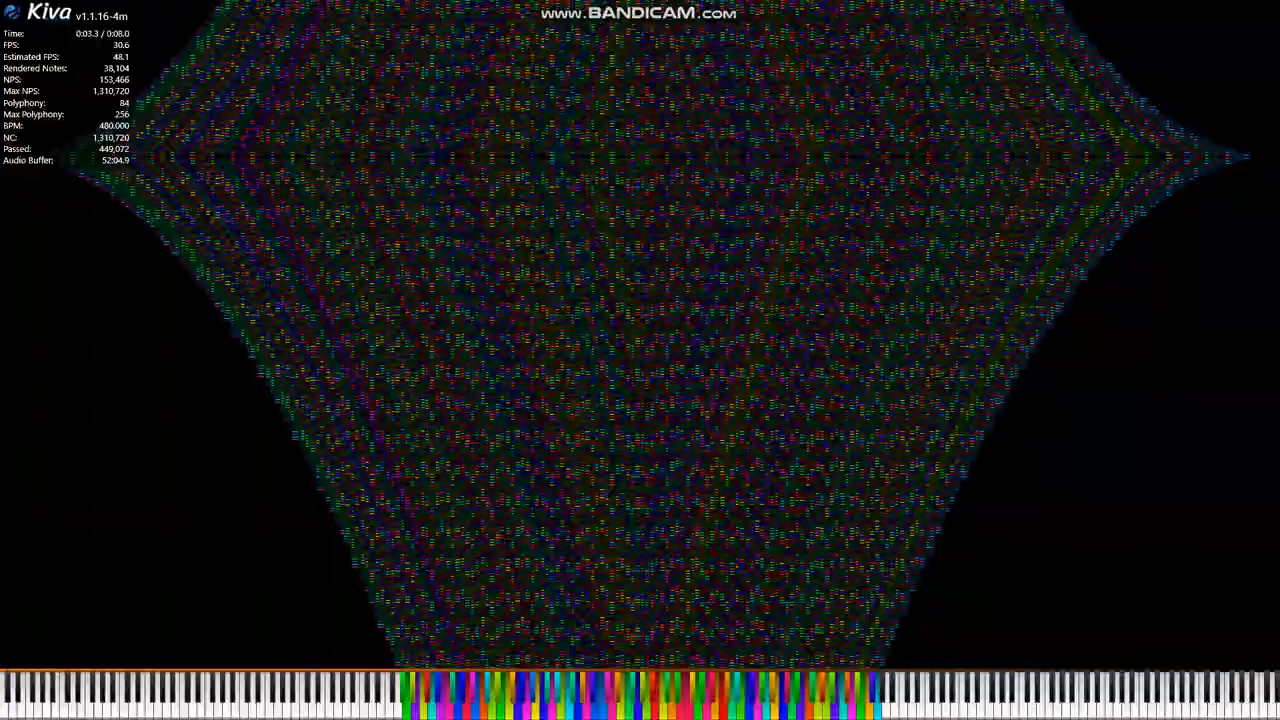 Kiva v1.1.16-4m
www.BANDICAM.com
Time: 0:03.3 / 0:08.0
FPS: 30.6
Estimated FPS: 48.1
Rendered Notes: 38,104
NPS: 153,466
Max NPS: 1,310,720
Polyphony: 84
Max Polyphony: 256
BPM: 480.000
NC: 1,310,720
Passed: 449,072
Audio Buffer: 52:04.9